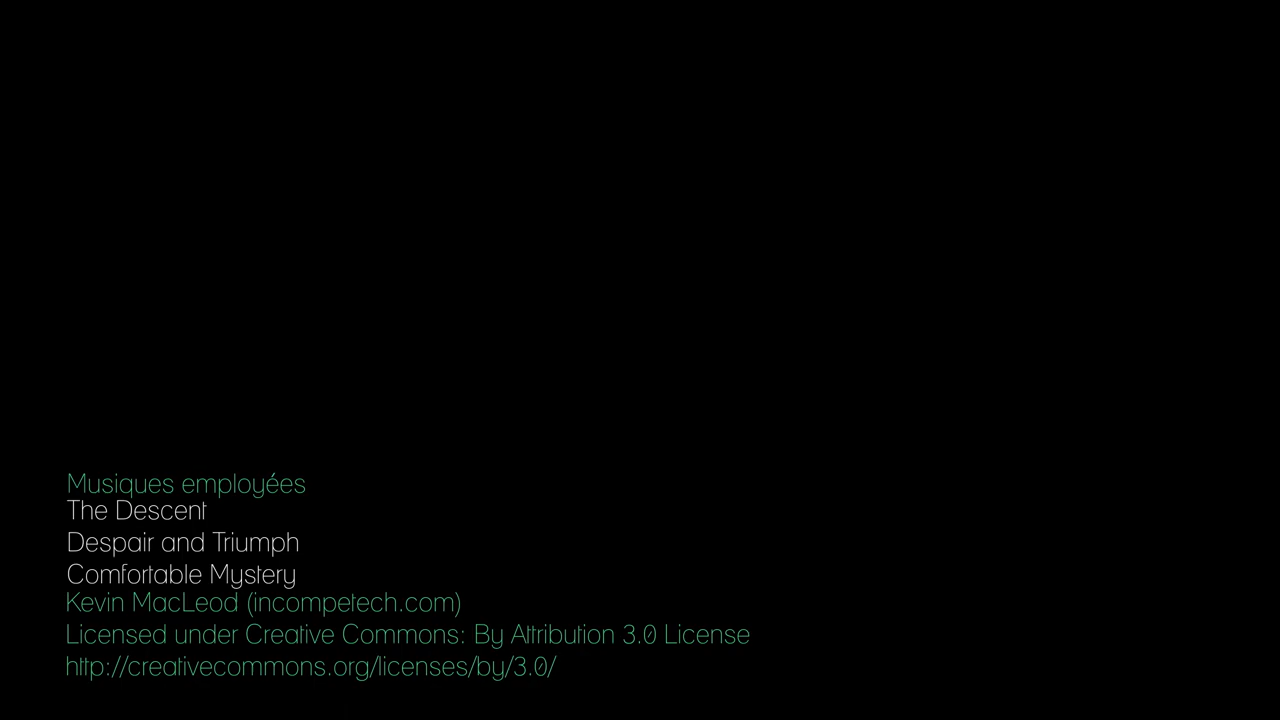 Musiques employées
The Descent
Despair and Triumph
Comfortable Mystery
Kevin MacLeod (incompetech.com)
Licensed under Creative Commons: By Attribution 3.0 License
http://creativecommons.org/licenses/by/3.0/